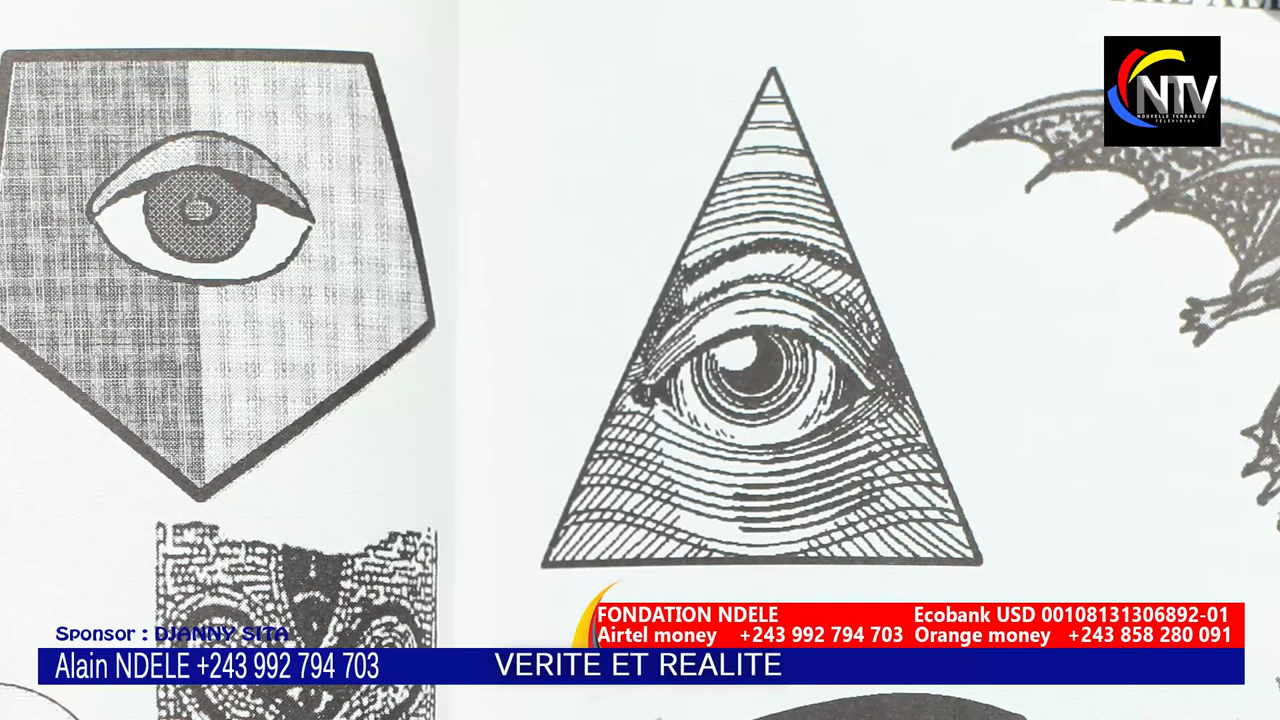 NTV
NOUVELLE TENDANCE
TÉLÉVISION
FONDATION NDELE Ecobank USD 00108131306892-01
Airtel money +243 992 794 703 Orange money +243 858 280 091
Sponsor : DJANNY SITA
Alain NDELE +243 992 794 703 VERITE ET REALITE